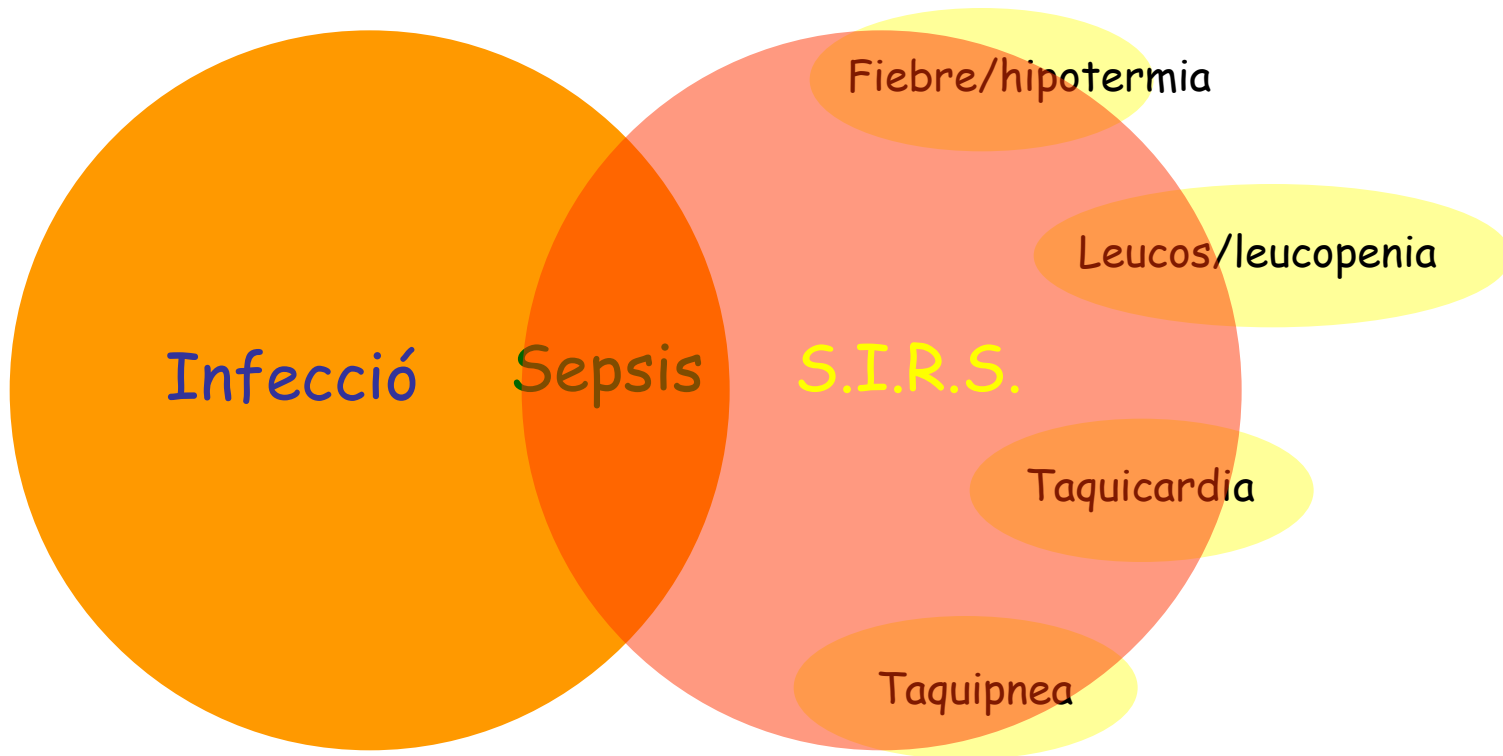 Fiebre/hipotermia
Leucos/leucopenia
Infecció
Sepsis
S.I.R.S.
Taquicardia
Taquipnea